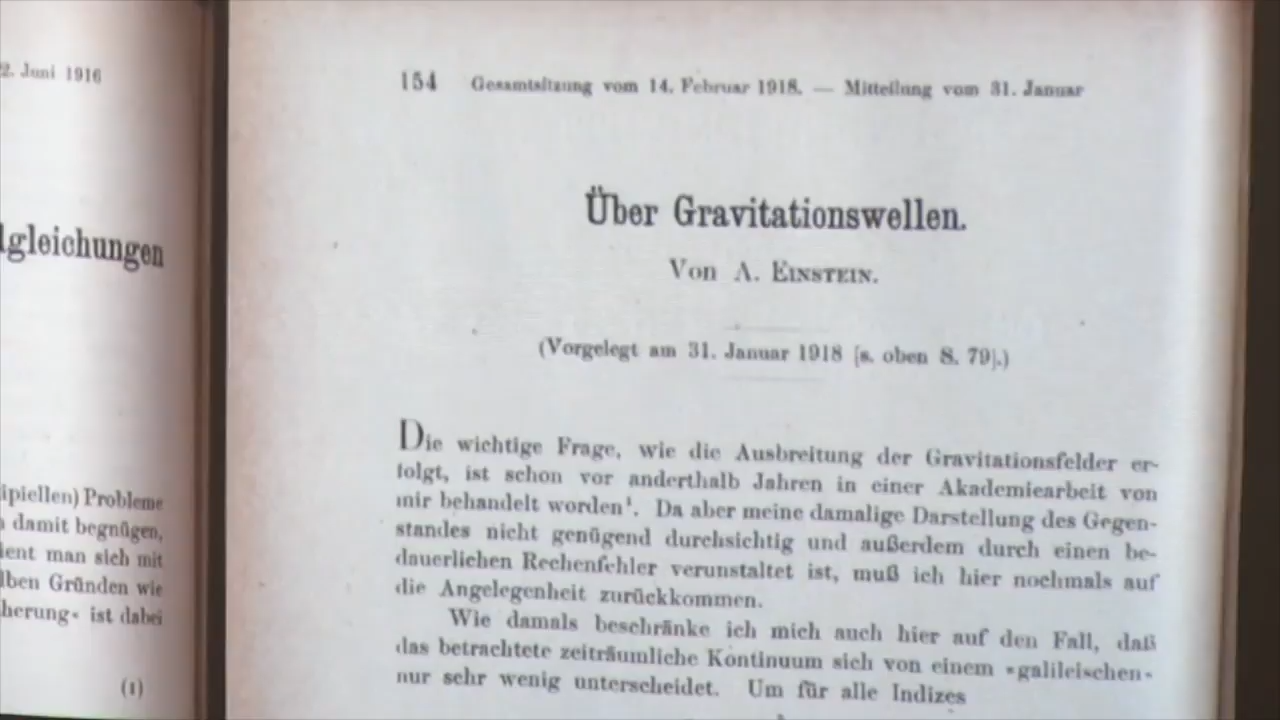 2. Juni 1916
lgleichungen
ipiellen) Probleme
damit begnügen,
ient man sich mit
lben Gründen wie
herung« ist dabei
(1)
154 Gesamtsitzung vom 14. Februar 1918. — Mitteilung vom 31. Januar
Über Gravitationswellen.
Von A. EINSTEIN.
(Vorgelegt am 31. Januar 1918 [s. oben S. 79].)
Die wichtige Frage, wie die Ausbreitung der Gravitationsfelder er-
folgt, ist schon vor anderthalb Jahren in einer Akademiearbeit von
mir behandelt worden¹. Da aber meine damalige Darstellung des Gegen-
standes nicht genügend durchsichtig und außerdem durch einen be-
dauerlichen Rechenfehler verunstaltet ist, muß ich hier nochmals auf
die Angelegenheit zurückkommen.
Wie damals beschränke ich mich auch hier auf den Fall, daß
das betrachtete zeiträumliche Kontinuum sich von einem »galileischen«
nur sehr wenig unterscheidet. Um für alle Indizes